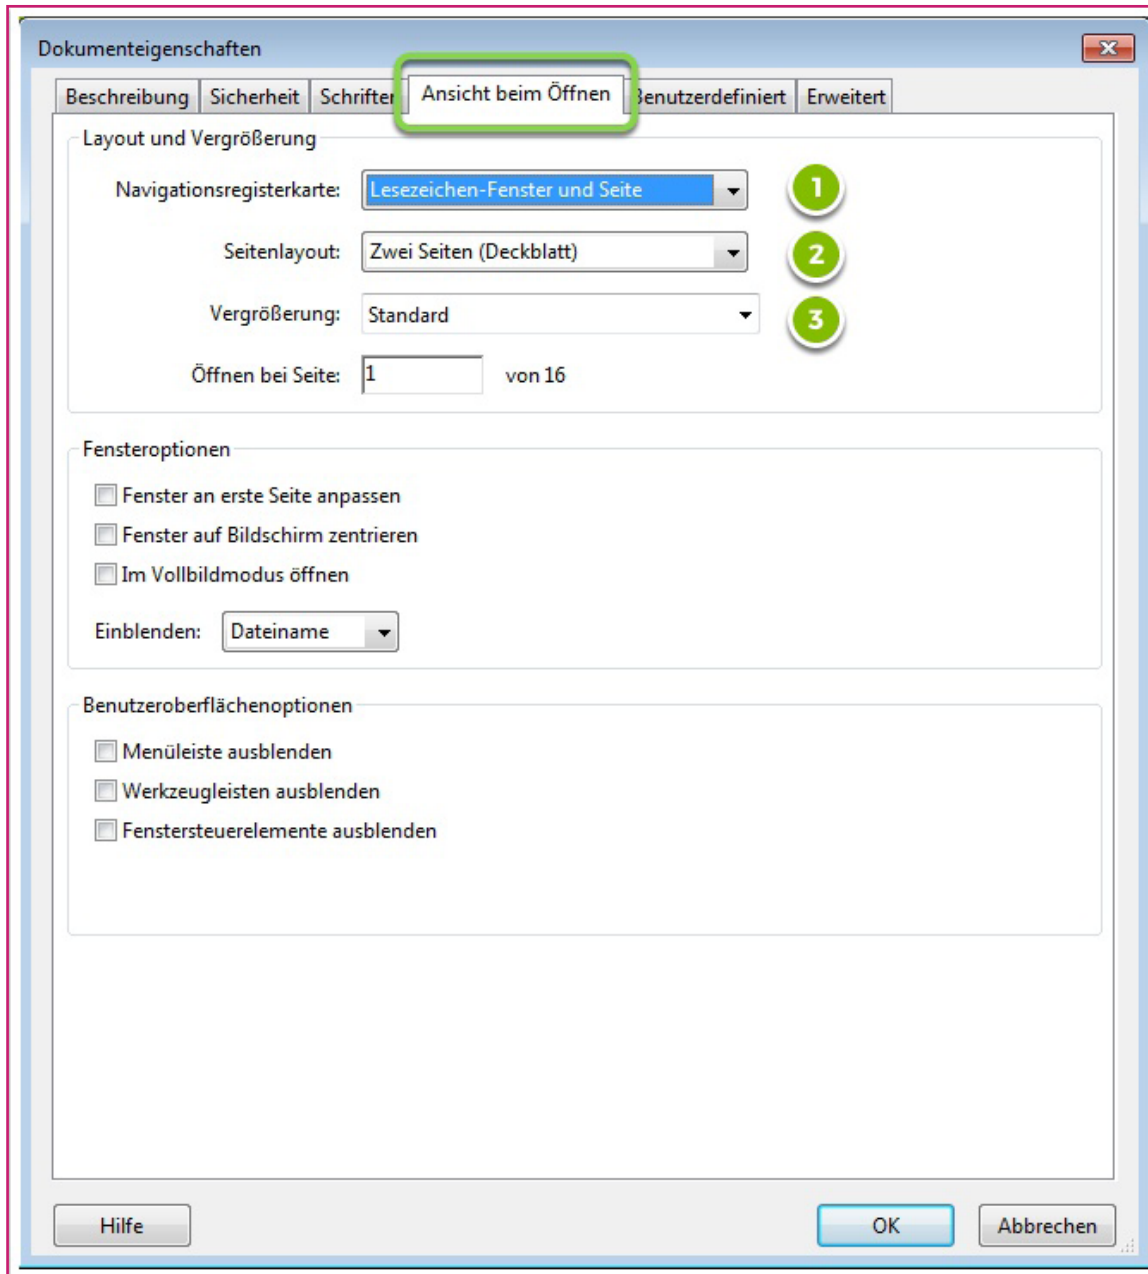 Dokumenteigenschaften
Beschreibung Sicherheit Schriften Ansicht beim Öffnen Benutzerdefiniert Erweitert
Layout und Vergrößerung
Navigationsregisterkarte: Lesezeichen-Fenster und Seite 1
Seitenlayout: Zwei Seiten (Deckblatt) 2
Vergrößerung: Standard 3
Öffnen bei Seite: 1 von 16
Fensteroptionen
Fenster an erste Seite anpassen
Fenster auf Bildschirm zentrieren
Im Vollbildmodus öffnen
Einblenden: Dateiname
Benutzeroberflächenoptionen
Menüleiste ausblenden
Werkzeugleisten ausblenden
Fenstersteuerelemente ausblenden
Hilfe OK Abbrechen